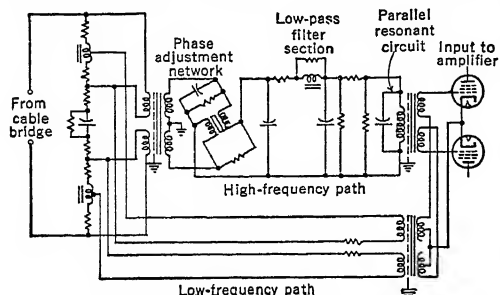 Low-pass
filter
section
Parallel
resonant
circuit
Input to
amplifier
Phase
adjustment
network
From
cable
bridge
High-frequency path
Low-frequency path